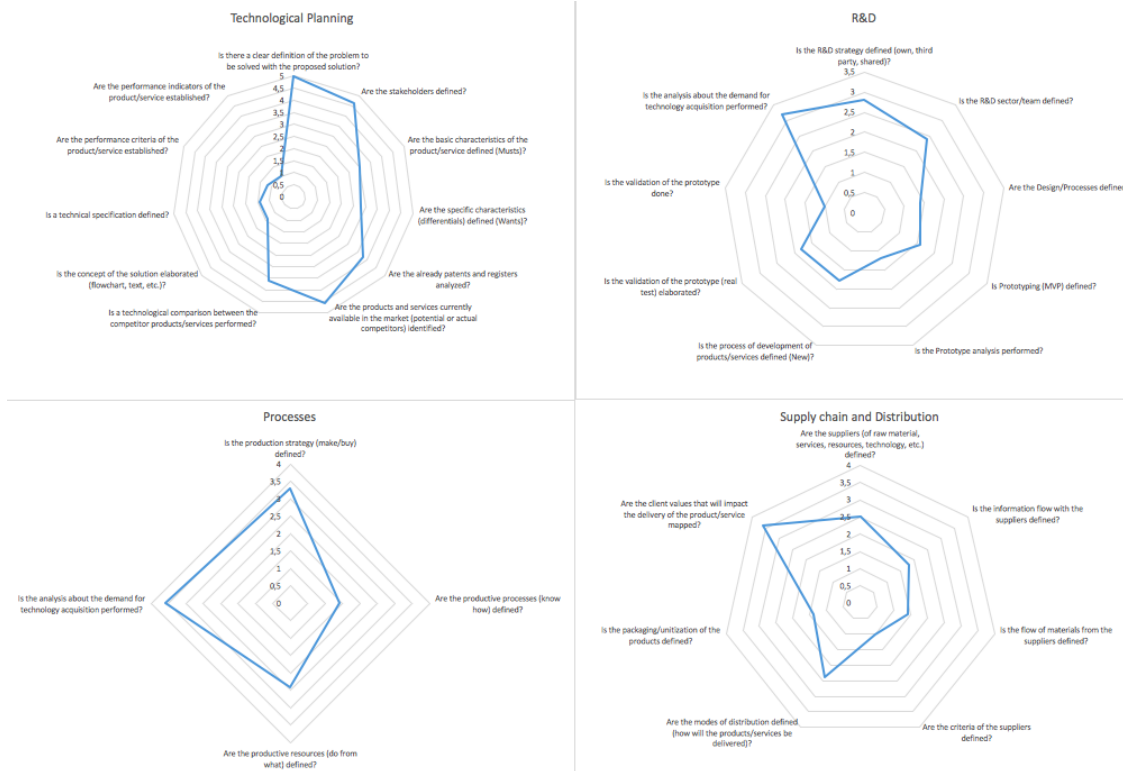 Technological Planning
Is there a clear definition of the problem to
be solved with the proposed solution?
Are the performance indicators of the
product/service established?
Are the stakeholders defined?
Are the performance criteria of the
product/service established?
Are the basic characteristics of the
product/service defined (Musts)?
Is a technical specification defined?
Are the specific characteristics
(differentials) defined (Wants)?
Is the concept of the solution elaborated
(flowchart, text, etc.)?
Are the already patents and registers
analyzed?
Is a technological comparison between the
competitor products/services performed?
Are the products and services currently
available in the market (potential or actual
competitors) identified?
5
4,5
4
3,5
3
2,5
2
1,5
1
0,5
0
R&D
Is the R&D strategy defined (own, third
party, shared)?
Is the analysis about the demand for
technology acquisition performed?
Is the R&D sector/team defined?
Is the validation of the prototype
done?
Are the Design/Processes defined
Is the validation of the prototype (real
test) elaborated?
Is Prototyping (MVP) defined?
Is the process of development of
products/services defined (New)?
Is the Prototype analysis performed?
3,5
3
2,5
2
1,5
1
0,5
0
Processes
Is the production strategy (make/buy)
defined?
Is the analysis about the demand for
technology acquisition performed?
Are the productive processes (know
how) defined?
Are the productive resources (do from
what) defined?
4
3,5
3
2,5
2
1,5
1
0,5
0
Supply chain and Distribution
Are the suppliers (of raw material,
services, resources, technology, etc.)
defined?
Are the client values that will impact
the delivery of the product/service
mapped?
Is the information flow with the
suppliers defined?
Is the packaging/unitization of the
products defined?
Is the flow of materials from the
suppliers defined?
Are the modes of distribution defined
(how will the products/services be
delivered)?
Are the criteria of the suppliers
defined?
4
3,5
3
2,5
2
1,5
1
0,5
0